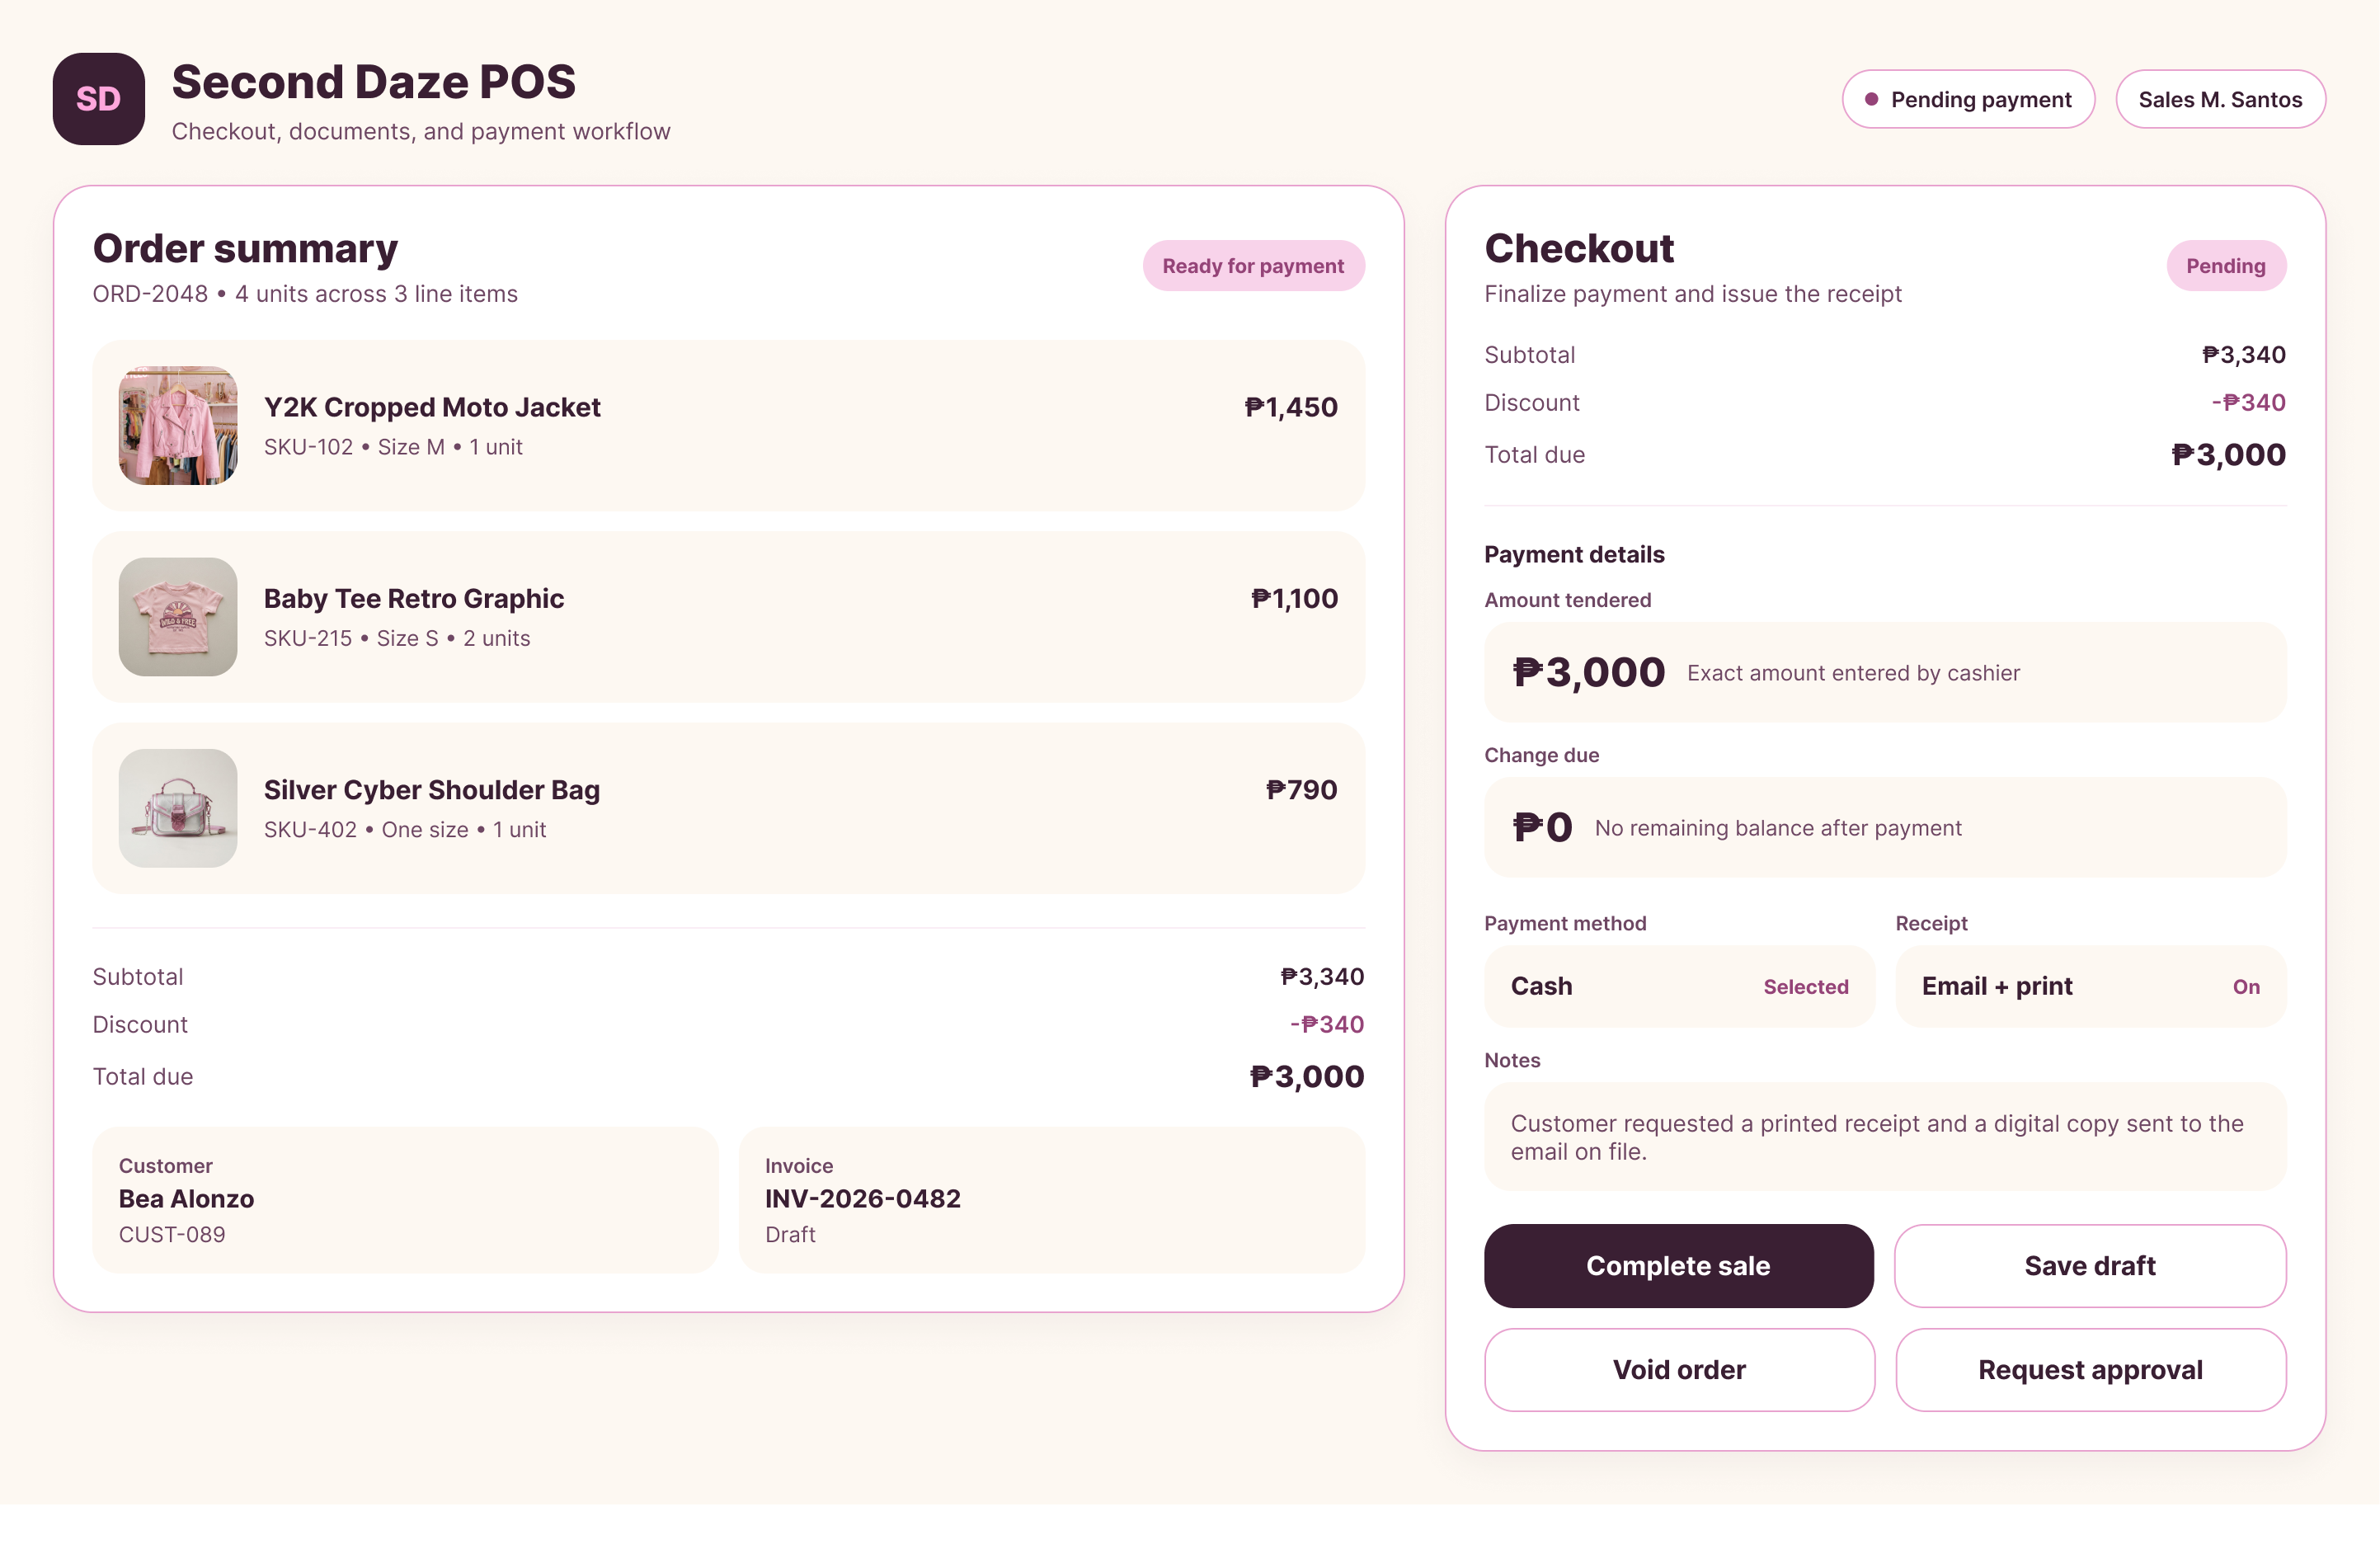 SD
Second Daze POS
Checkout, documents, and payment workflow
Pending payment
Sales M. Santos
Order summary
ORD-2048 • 4 units across 3 line items
Ready for payment
Y2K Cropped Moto Jacket
₱1,450
SKU-102 • Size M • 1 unit
WILD & FREE
Baby Tee Retro Graphic
₱1,100
SKU-215 • Size S • 2 units
Silver Cyber Shoulder Bag
₱790
SKU-402 • One size • 1 unit
Subtotal
₱3,340
Discount
-₱340
Total due
₱3,000
Customer
Bea Alonzo
CUST-089
Invoice
INV-2026-0482
Draft
Checkout
Finalize payment and issue the receipt
Pending
Subtotal
₱3,340
Discount
-₱340
Total due
₱3,000
Payment details
Amount tendered
₱3,000 Exact amount entered by cashier
Change due
₱0 No remaining balance after payment
Payment method
Cash
Selected
Receipt
Email + print
On
Notes
Customer requested a printed receipt and a digital copy sent to the
email on file.
Complete sale
Save draft
Void order
Request approval